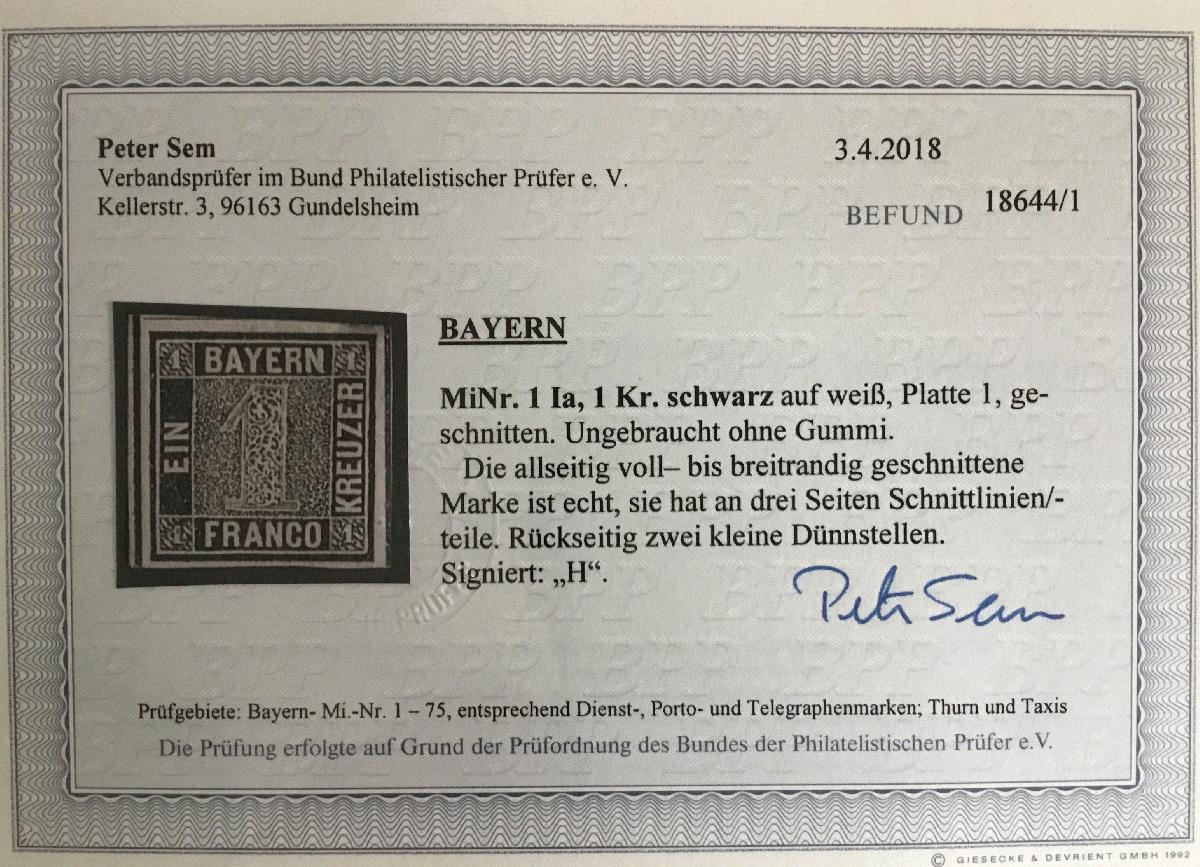 Peter Sem
Verbandsprüfer im Bund Philatelistischer Prüfer e. V.
Kellerstr. 3, 96163 Gundelsheim
3.4.2018
BEFUND 18644/1
1 BAYERN 1
EIN
1
KREUZER
1 FRANCO 1
BAYERN
MiNr. 1 Ia, 1 Kr. schwarz auf weiß, Platte 1, ge-
schnitten. Ungebraucht ohne Gummi.
Die allseitig voll– bis breitrandig geschnittene
Marke ist echt, sie hat an drei Seiten Schnittlinien/-
teile. Rückseitig zwei kleine Dünnstellen.
Signiert: „H“.
Peter Sem
Prüfgebiete: Bayern- Mi.-Nr. 1 – 75, entsprechend Dienst-, Porto- und Telegraphenmarken; Thurn und Taxis
Die Prüfung erfolgte auf Grund der Prüfordnung des Bundes der Philatelistischen Prüfer e.V.
© GIESECKE & DEVRIENT GMBH 1992